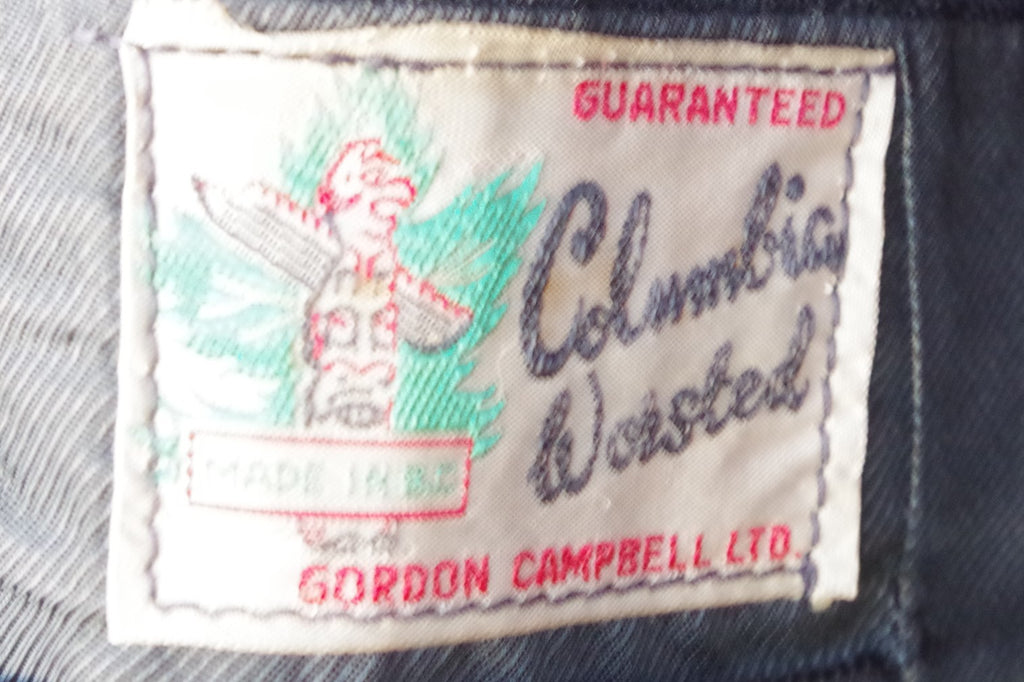 GUARANTEED
Columbia
Worsted
MADE IN B.C.
GORDON CAMPBELL LTD.